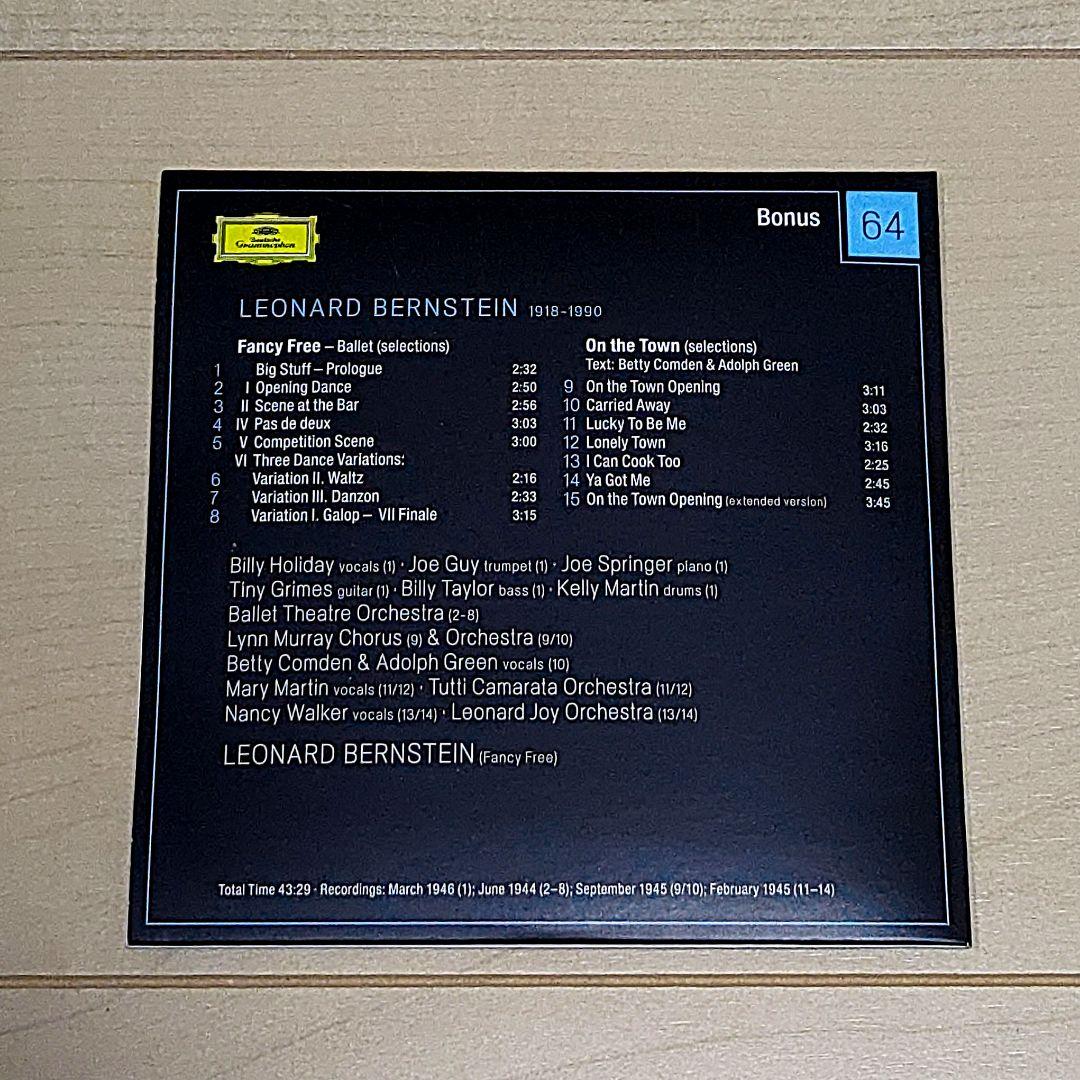 Deutsche
Grammophon
Bonus
64
LEONARD BERNSTEIN 1918-1990
Fancy Free – Ballet (selections)
1 Big Stuff – Prologue 2:32
2 I Opening Dance 2:50
3 II Scene at the Bar 2:56
4 IV Pas de deux 3:03
5 V Competition Scene 3:00
VI Three Dance Variations:
6 Variation II. Waltz 2:16
7 Variation III. Danzon 2:33
8 Variation I. Galop – VII Finale 3:15
On the Town (selections)
Text: Betty Comden & Adolph Green
9 On the Town Opening 3:11
10 Carried Away 3:03
11 Lucky To Be Me 2:32
12 Lonely Town 3:16
13 I Can Cook Too 2:25
14 Ya Got Me 2:45
15 On the Town Opening (extended version) 3:45
Billy Holiday vocals (1) · Joe Guy trumpet (1) · Joe Springer piano (1)
Tiny Grimes guitar (1) · Billy Taylor bass (1) · Kelly Martin drums (1)
Ballet Theatre Orchestra (2-8)
Lynn Murray Chorus (9) & Orchestra (9/10)
Betty Comden & Adolph Green vocals (10)
Mary Martin vocals (11/12) · Tutti Camarata Orchestra (11/12)
Nancy Walker vocals (13/14) · Leonard Joy Orchestra (13/14)
LEONARD BERNSTEIN (Fancy Free)
Total Time 43:29 · Recordings: March 1946 (1); June 1944 (2–8); September 1945 (9/10); February 1945 (11–14)